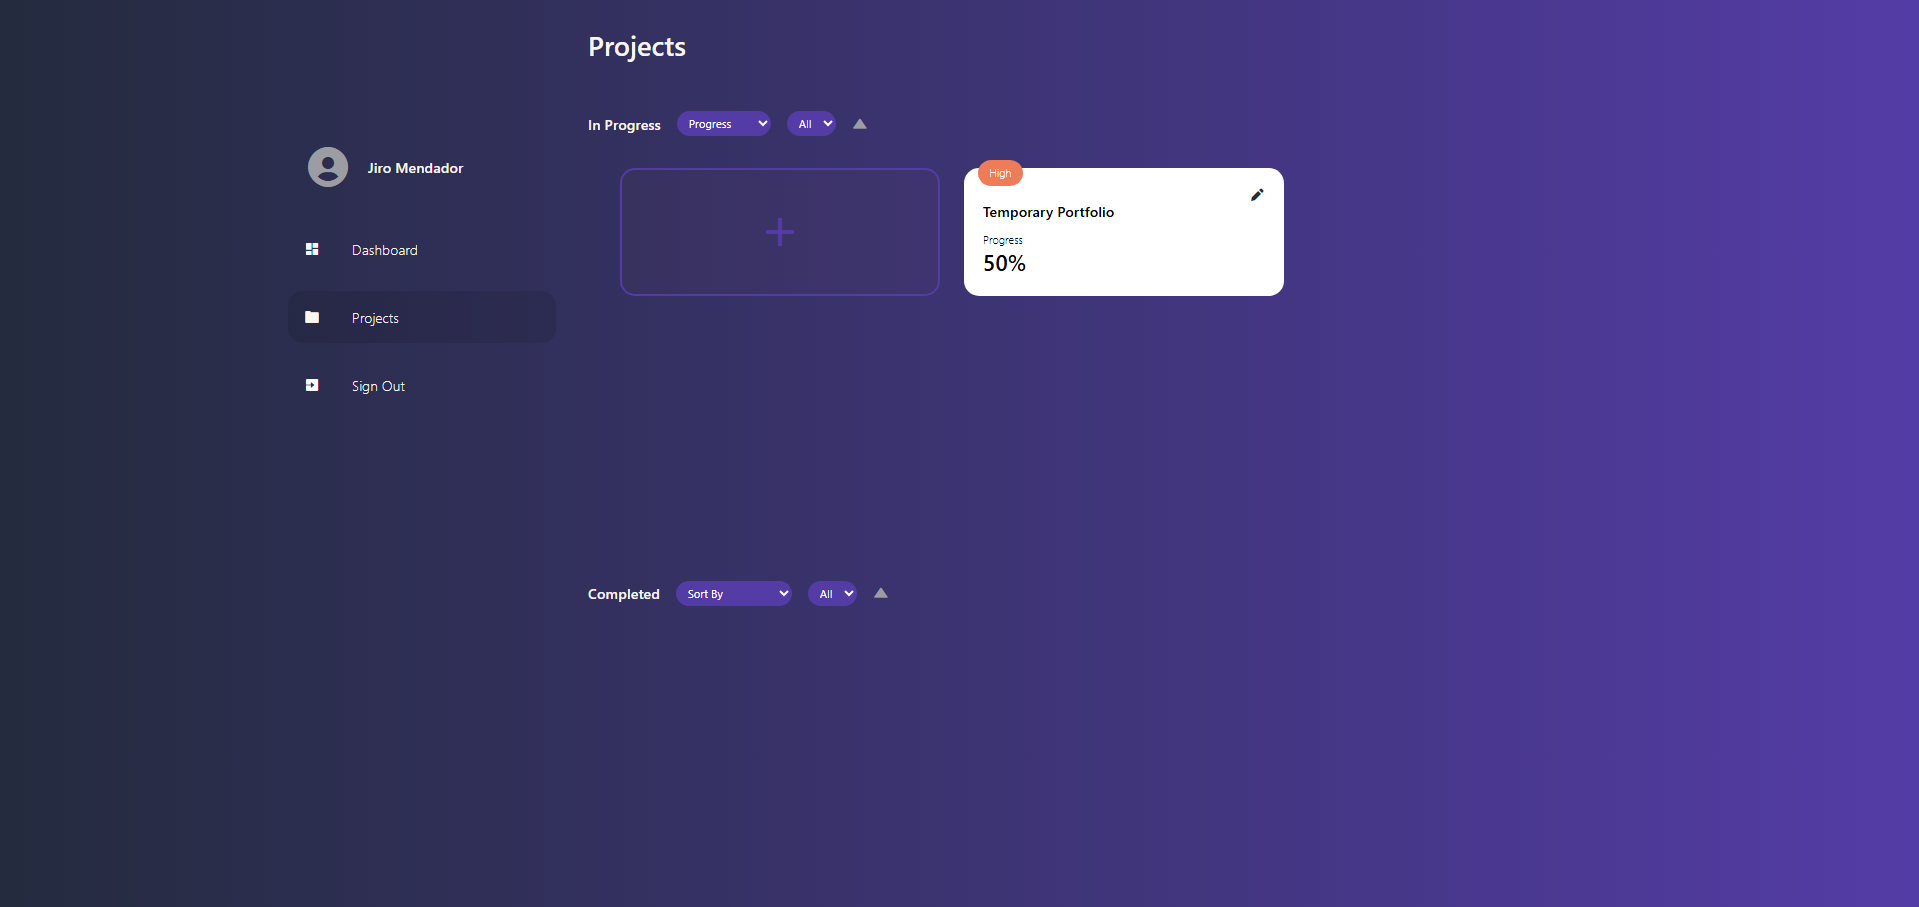 Projects
In Progress Progress All
Jiro Mendador
Dashboard
Projects
Sign Out
High
Temporary Portfolio
Progress
50%
Completed Sort By All